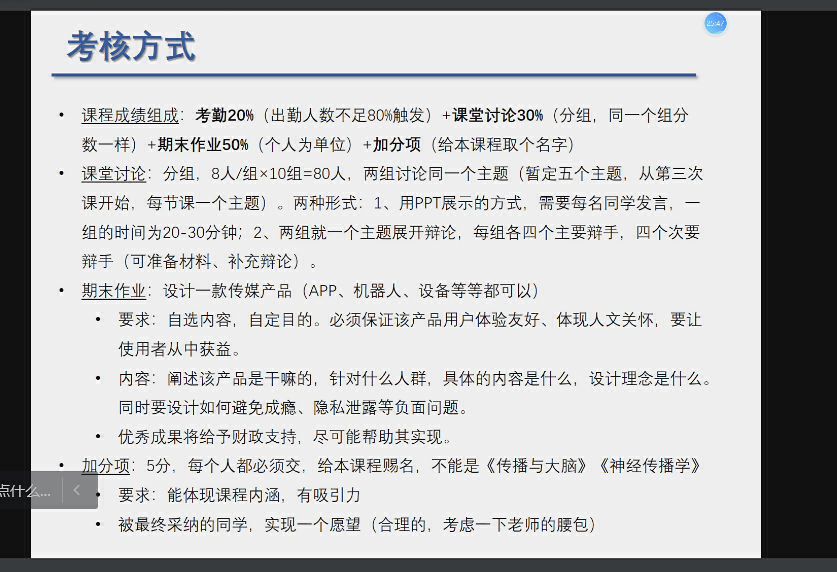 25:47
考核方式
• 课程成绩组成：考勤20%（出勤人数不足80%触发）+课堂讨论30%（分组，同一个组分
数一样）+期末作业50%（个人为单位）+加分项（给本课程取个名字）
• 课堂讨论：分组，8人/组×10组=80人，两组讨论同一个主题（暂定五个主题，从第三次
课开始，每节课一个主题）。两种形式：1、用PPT展示的方式，需要每名同学发言，一
组的时间为20-30分钟；2、两组就一个主题展开辩论，每组各四个主要辩手，四个次要
辩手（可准备材料、补充辩论）。
• 期末作业：设计一款传媒产品（APP、机器人、设备等等都可以）
• 要求：自选内容，自定目的。必须保证该产品用户体验友好、体现人文关怀，要让
使用者从中获益。
• 内容：阐述该产品是干嘛的，针对什么人群，具体的内容是什么，设计理念是什么。
同时要设计如何避免成瘾、隐私泄露等负面问题。
• 优秀成果将给予财政支持，尽可能帮助其实现。
• 加分项：5分，每个人都必须交，给本课程赐名，不能是《传播与大脑》《神经传播学》
• 要求：能体现课程内涵，有吸引力
• 被最终采纳的同学，实现一个愿望（合理的，考虑一下老师的腰包）
点什么...